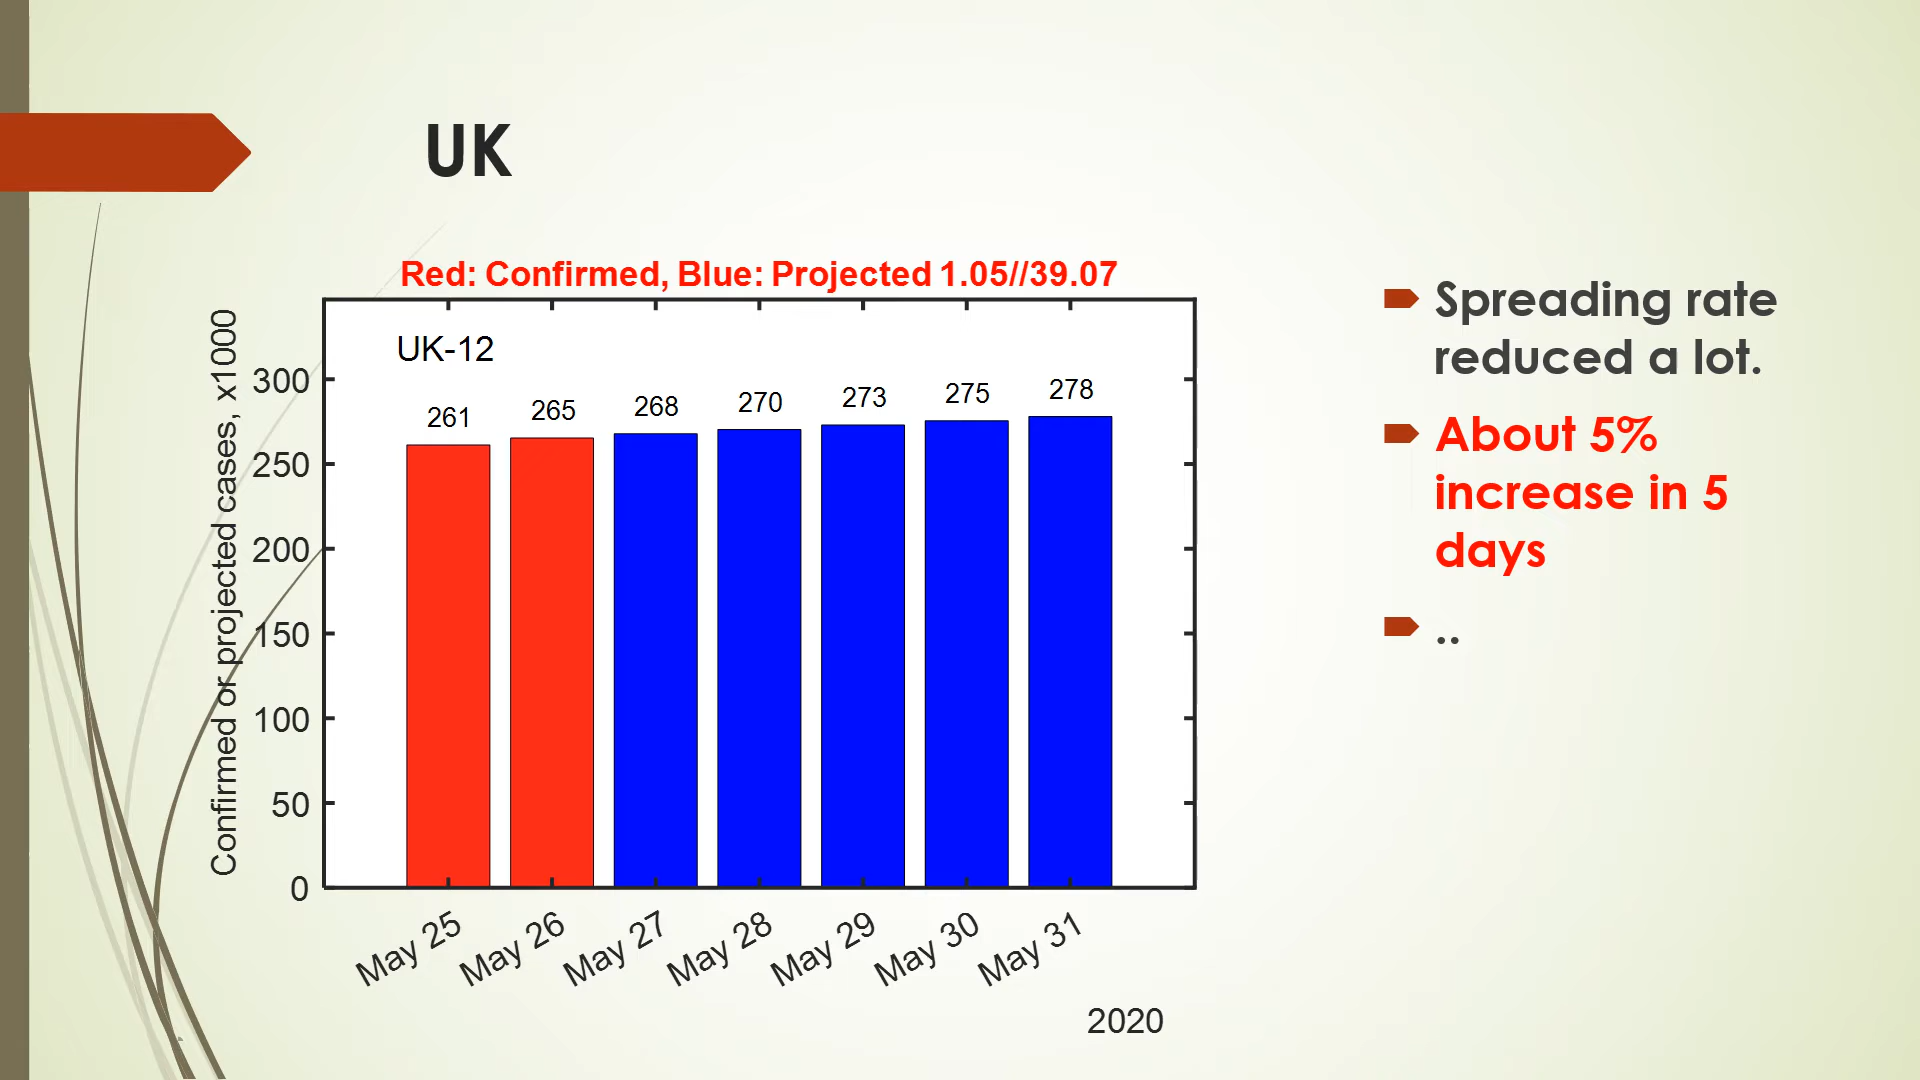 UK
Red: Confirmed, Blue: Projected 1.05//39.07
Confirmed or projected cases, x1000
UK-12
300
250
200
150
100
50
0
261
265
268
270
273
275
278
May 25
May 26
May 27
May 28
May 29
May 30
May 31
2020
Spreading rate
reduced a lot.
About 5%
increase in 5
days
..